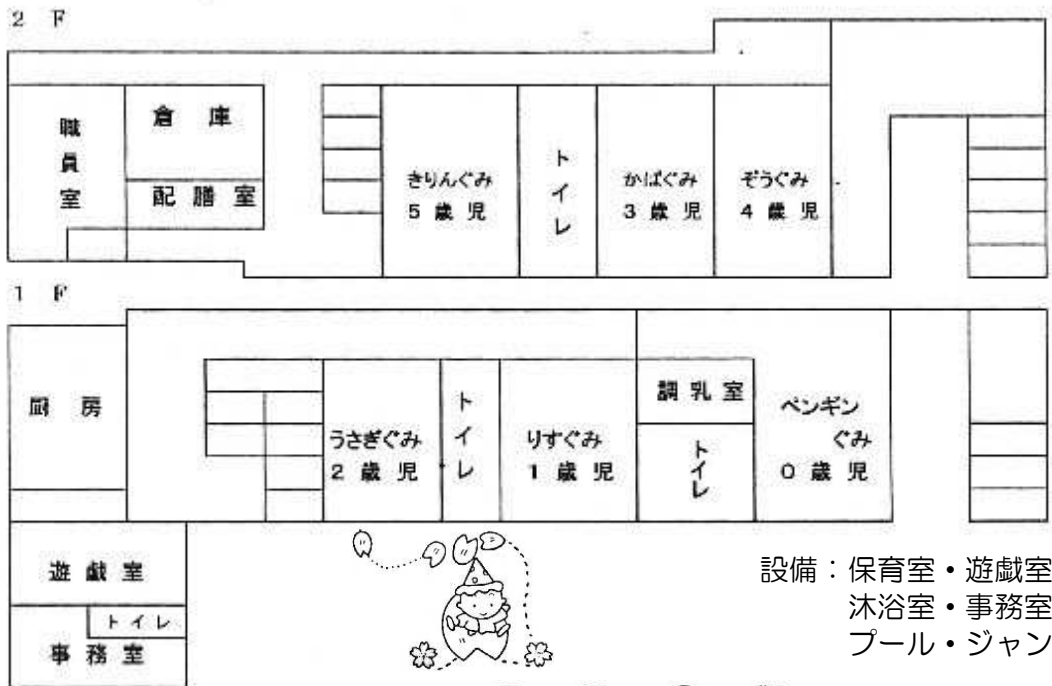 2 F
職員室
倉 庫
配 膳 室
きりんぐみ
5 歳 児
トイレ
かばぐみ
3 歳 児
ぞうぐみ
4 歳 児
1 F
厨 房
うさぎぐみ
2 歳 児
トイレ
りすぐみ
1 歳 児
調 乳 室
トイレ
ペンギン
ぐみ
0 歳 児
遊 戯 室
トイレ
事 務 室
設備：保育室・遊戯室
沐浴室・事務室
プール・ジャン